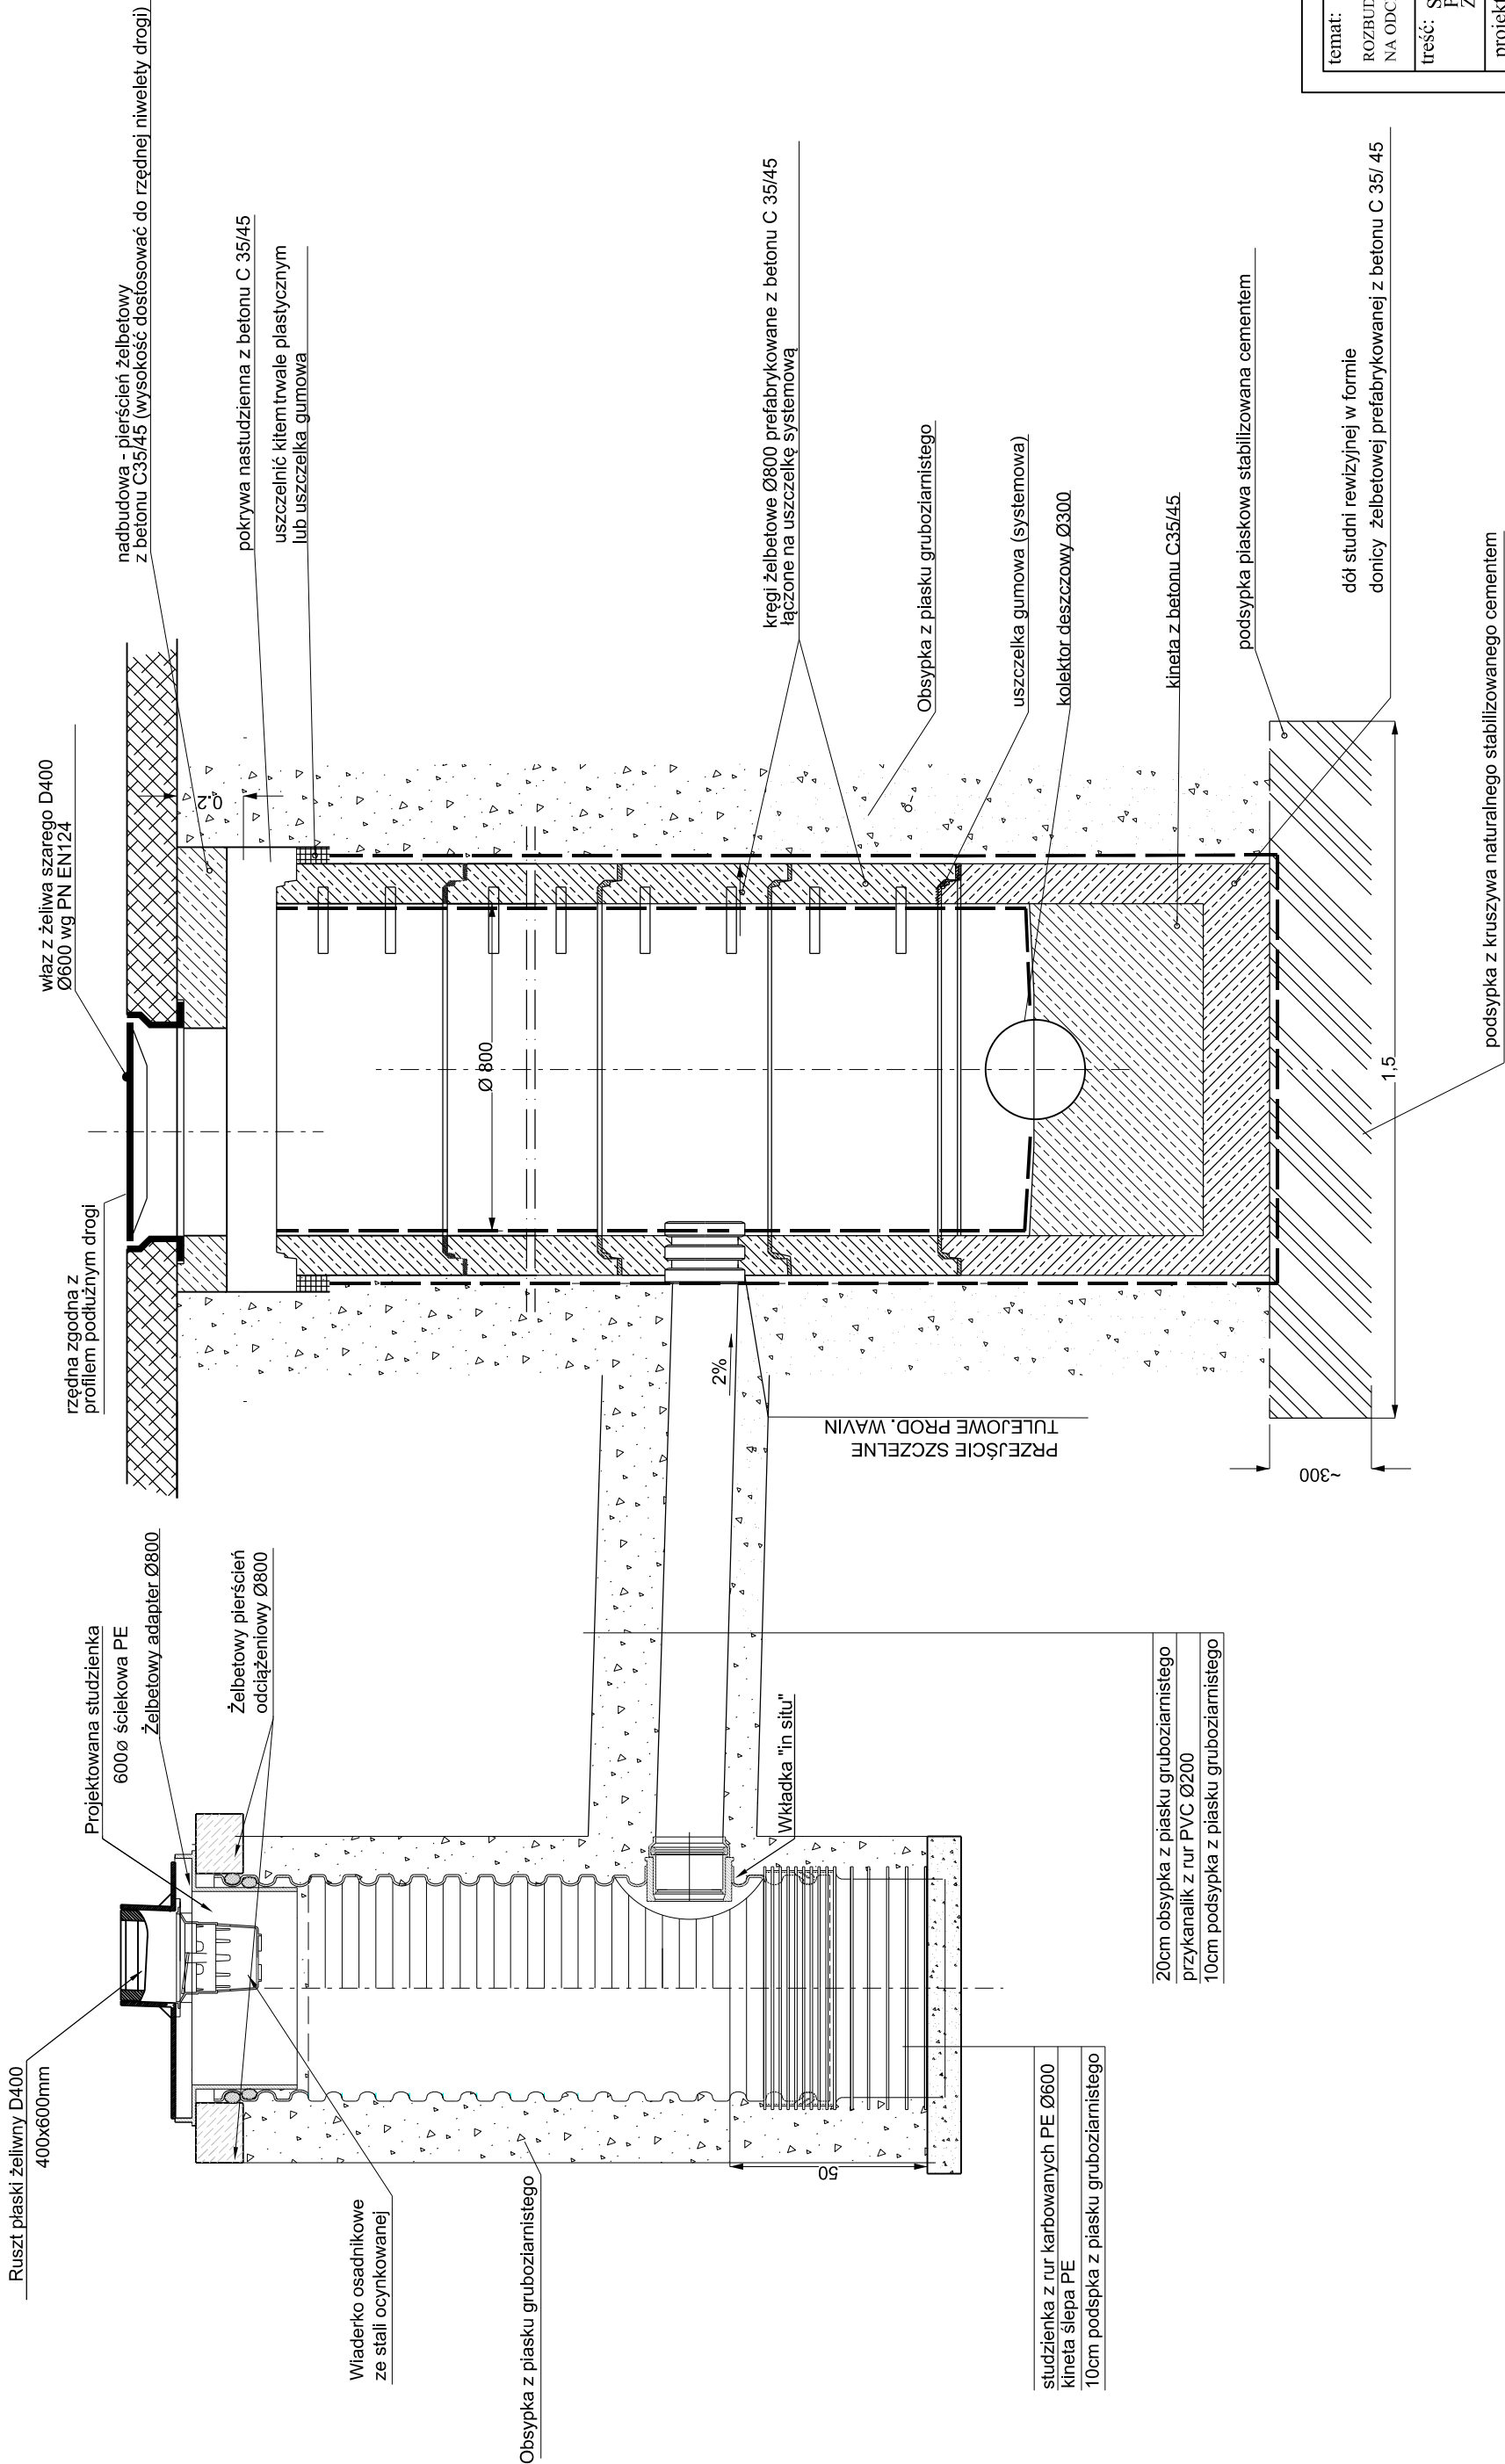 Ruszt płaski żeliwny D400
400x600mm
Projektowana studzienka
600ø ściekowa PE
Żelbetowy adapter Ø800
Żelbetowy pierścień
odciążeniowy Ø800
Wiaderko osadnikowe
ze stali ocynkowanej
Obsypka z piasku gruboziarnistego
Wkładka "in situ"
50
studzienka z rur karbowanych PE Ø600
kineta ślepa PE
10cm podspka z piasku gruboziarnistego
20cm obsypka z piasku gruboziarnistego
przykanalik z rur PVC Ø200
10cm podsypka z piasku gruboziarnistego
rzędna zgodna z
profilem podłużnym drogi
właz z żeliwa szarego D400
Ø600 wg PN EN124
nadbudowa - pierścień żelbetowy
z betonu C35/45 (wysokość dostosować do rzędnej niwelety drogi)
pokrywa nastudzienna z betonu C 35/45
uszczelnić kitemtrwale plastycznym
lub uszczelka gumowa
0.2
Ø 800
2%
PRZEJŚCIE SZCZELNE
TULEJOWE PROD. WAVIN
kręgi żelbetowe Ø800 prefabrykowane z betonu C 35/45
łączone na uszczelkę systemową
Obsypka z piasku gruboziarnistego
uszczelka gumowa (systemowa)
kolektor deszczowy Ø300
kineta z betonu C35/45
podsypka piaskowa stabilizowana cementem
dół studni rewizyjnej w formie
donicy żelbetowej prefabrykowanej z betonu C 35/ 45
~300
1,5
podsypka z kruszywa naturalnego stabilizowanego cementem
temat:
ROZBUD
NA ODC
treść: S
P
Z
projekt